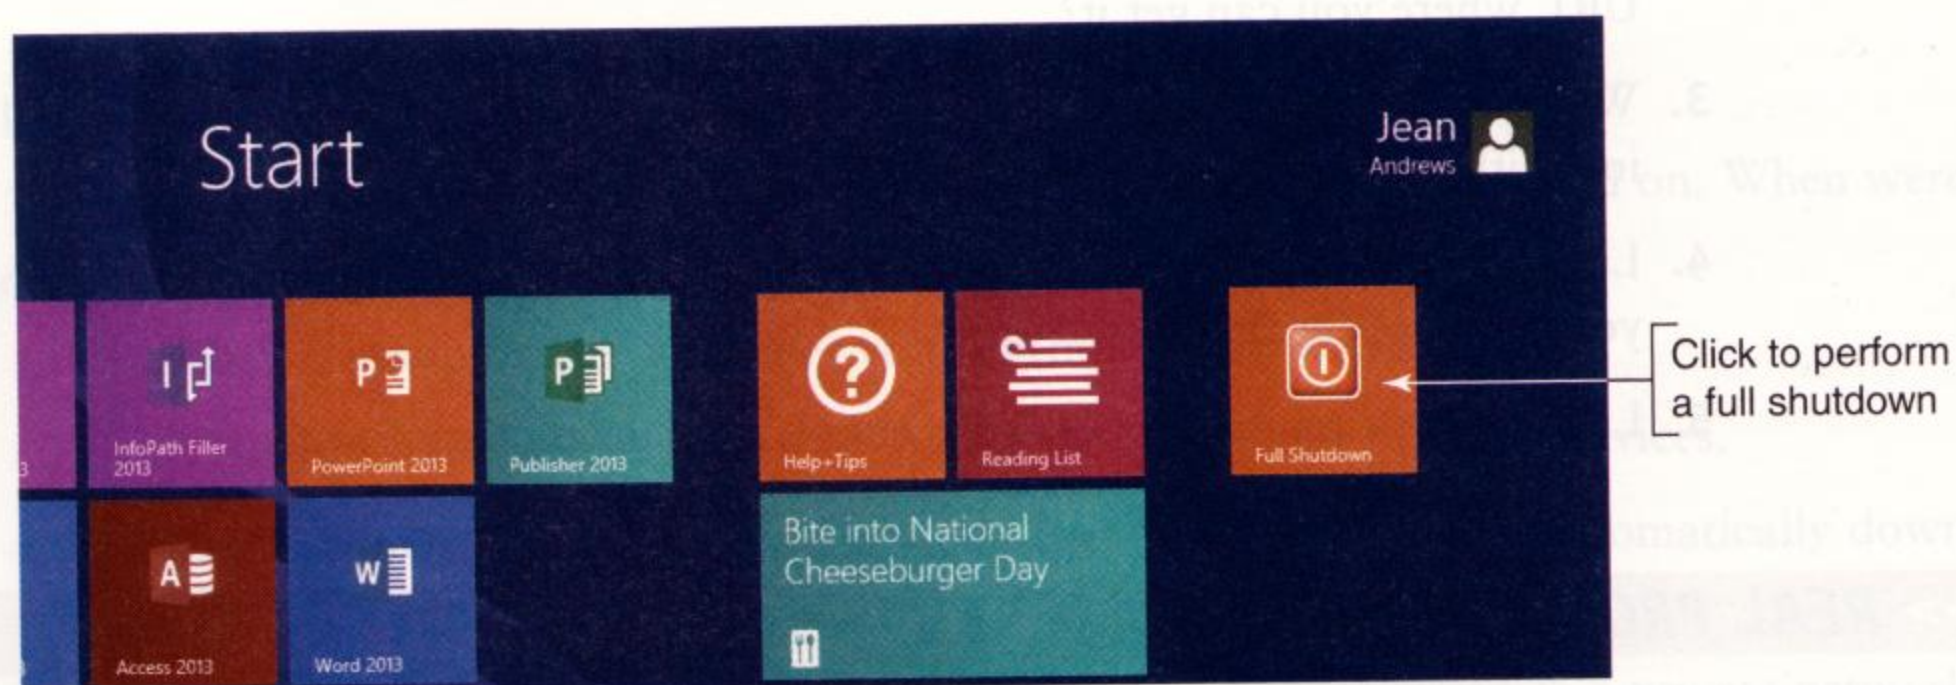 Start
Jean
Andrews
InfoPath Filler
2013
PowerPoint 2013
Publisher 2013
Help+Tips
Reading List
Full Shutdown
Click to perform
a full shutdown
Access 2013
Word 2013
Bite into National
Cheeseburger Day